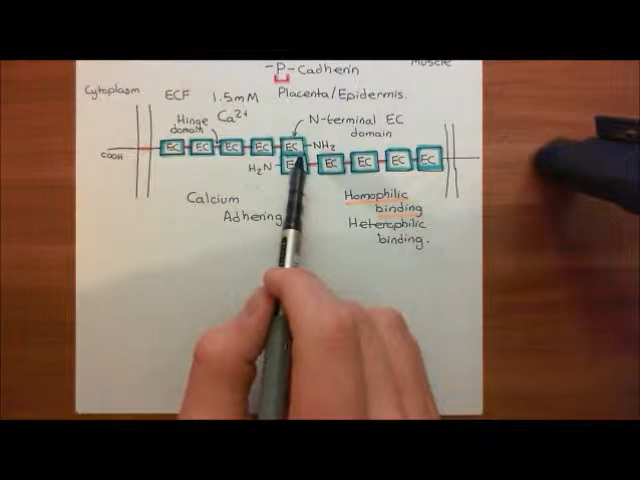 -P-Cadherin
Muscle
Cytoplasm ECF 1.5mM Placenta/Epidermis.
Ca2+
Hinge domain
N-terminal EC domain
COOH EC EC EC EC EC -NH2
H2N- EC EC EC EC EC
Calcium
Adhering
Homophilic
binding
Heterophilic
binding.